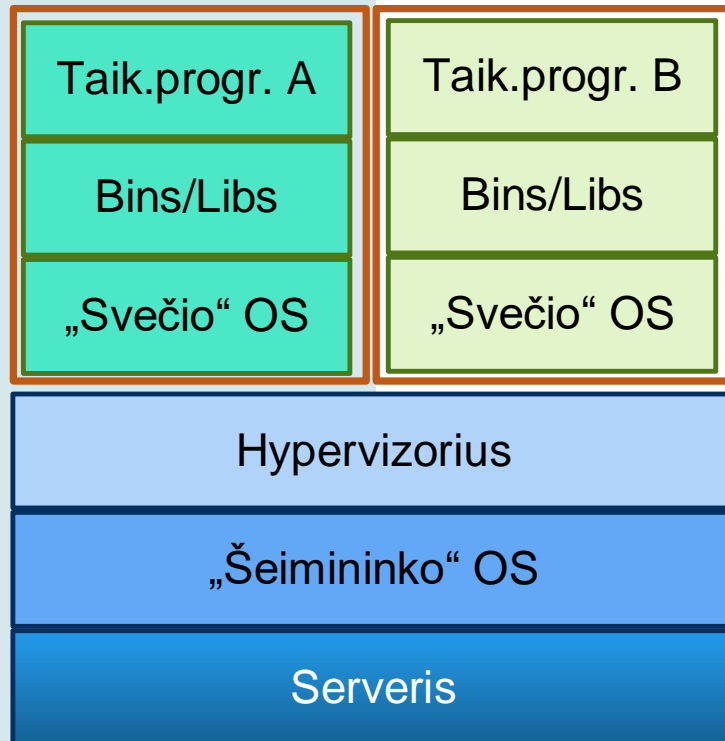 Taik.progr. A
Bins/Libs
„Svečio“ OS
Taik.progr. B
Bins/Libs
„Svečio“ OS
Hypervizorius
„Šeimininko“ OS
Serveris